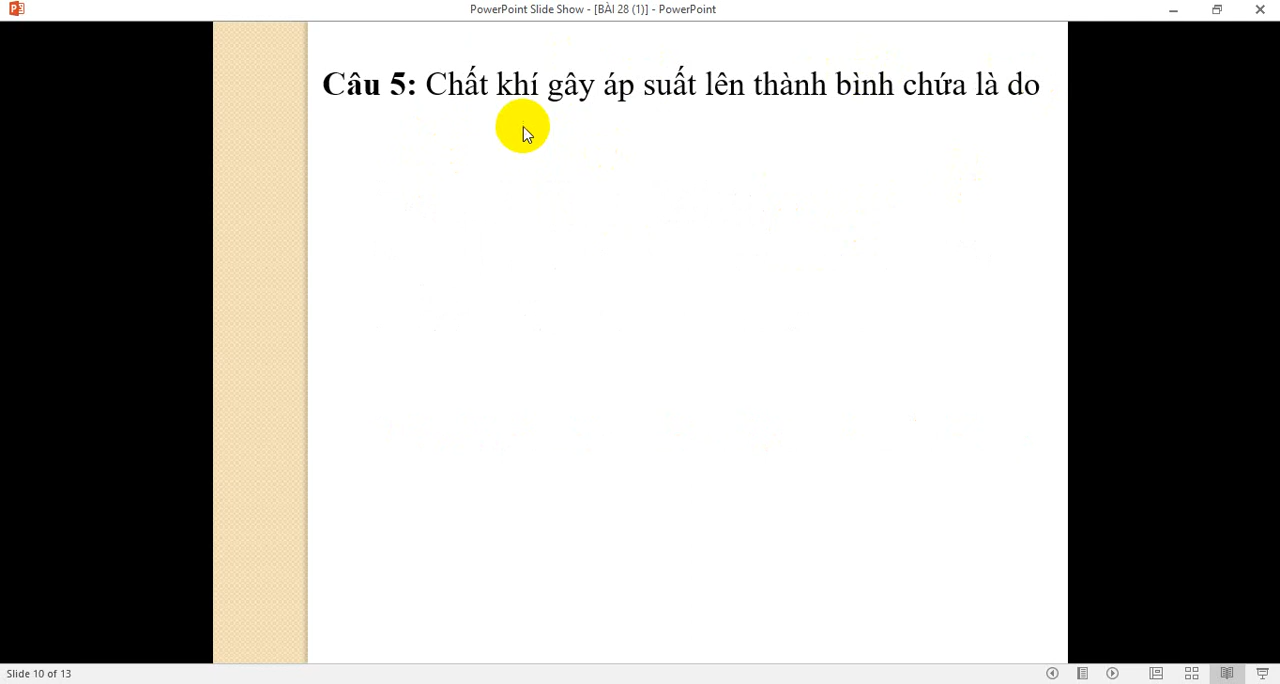 PowerPoint Slide Show - [BÀI 28 (1)] - PowerPoint
Câu 5: Chất khí gây áp suất lên thành bình chứa là do
Slide 10 of 13